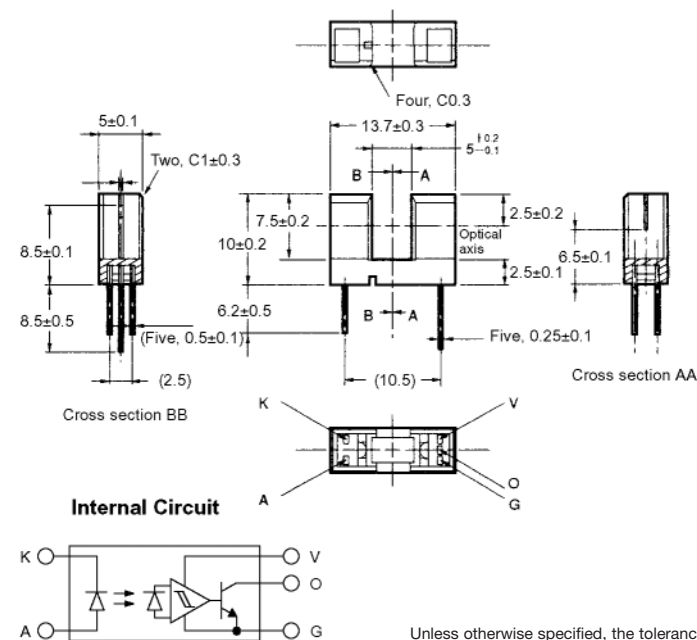 Four, C0.3
5±0.1
13.7±0.3
5 +0.2 −0.1
Two, C1±0.3
B A
7.5±0.2
10±0.2
8.5±0.1
2.5±0.2
Optical
axis
6.5±0.1
2.5±0.1
6.2±0.5
8.5±0.5
B A
(Five, 0.5±0.1)
Five, 0.25±0.1
(2.5)
(10.5)
Cross section AA
Cross section BB
K
V
A
O
G
Internal Circuit
K
V
O
A
G
Unless otherwise specified, the toleranc